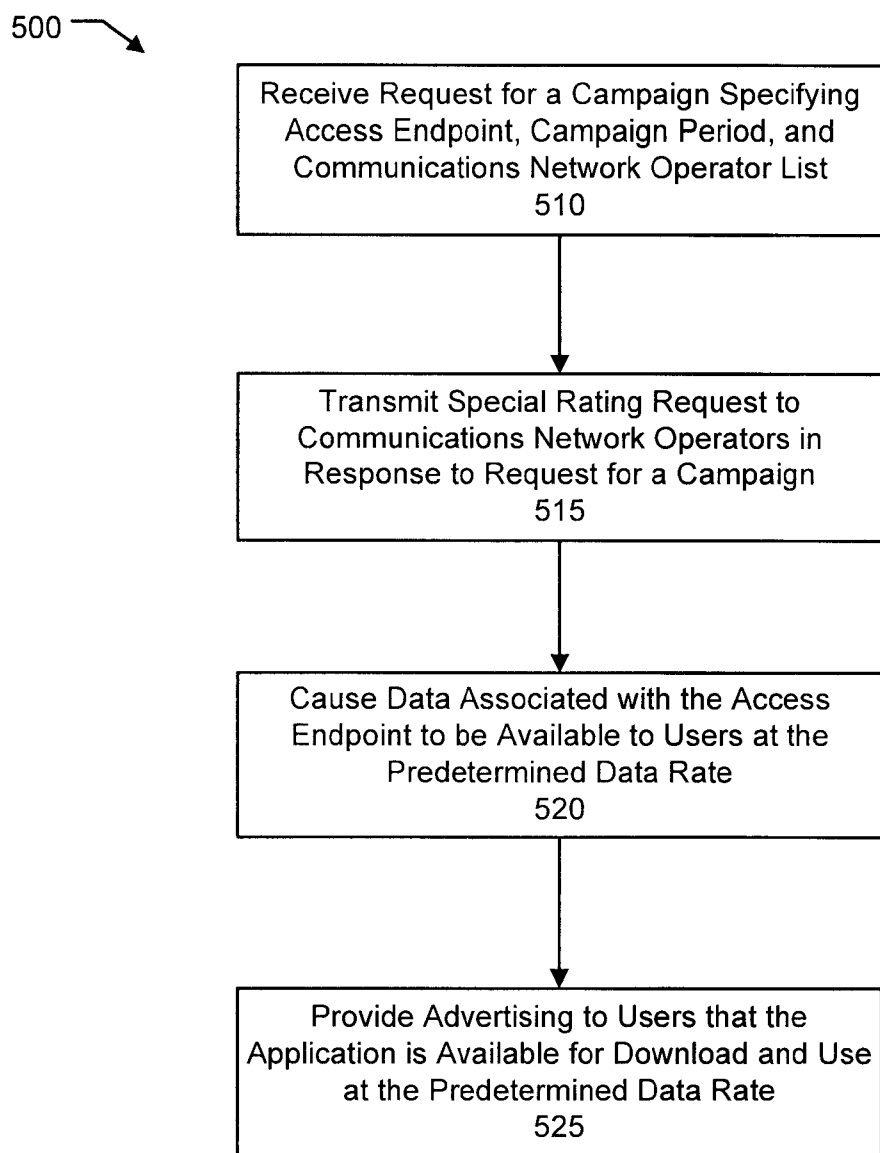 500
Receive Request for a Campaign Specifying
Access Endpoint, Campaign Period, and
Communications Network Operator List
510
Transmit Special Rating Request to
Communications Network Operators in
Response to Request for a Campaign
515
Cause Data Associated with the Access
Endpoint to be Available to Users at the
Predetermined Data Rate
520
Provide Advertising to Users that the
Application is Available for Download and Use
at the Predetermined Data Rate
525